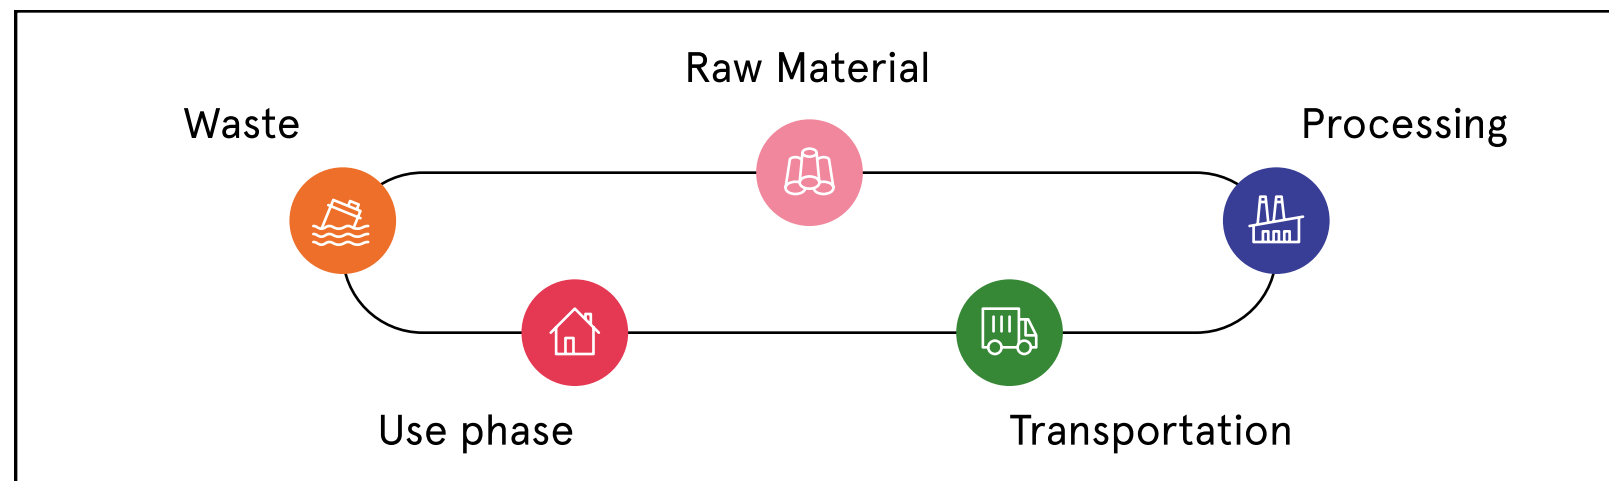 Raw Material
Waste
Processing
Use phase
Transportation